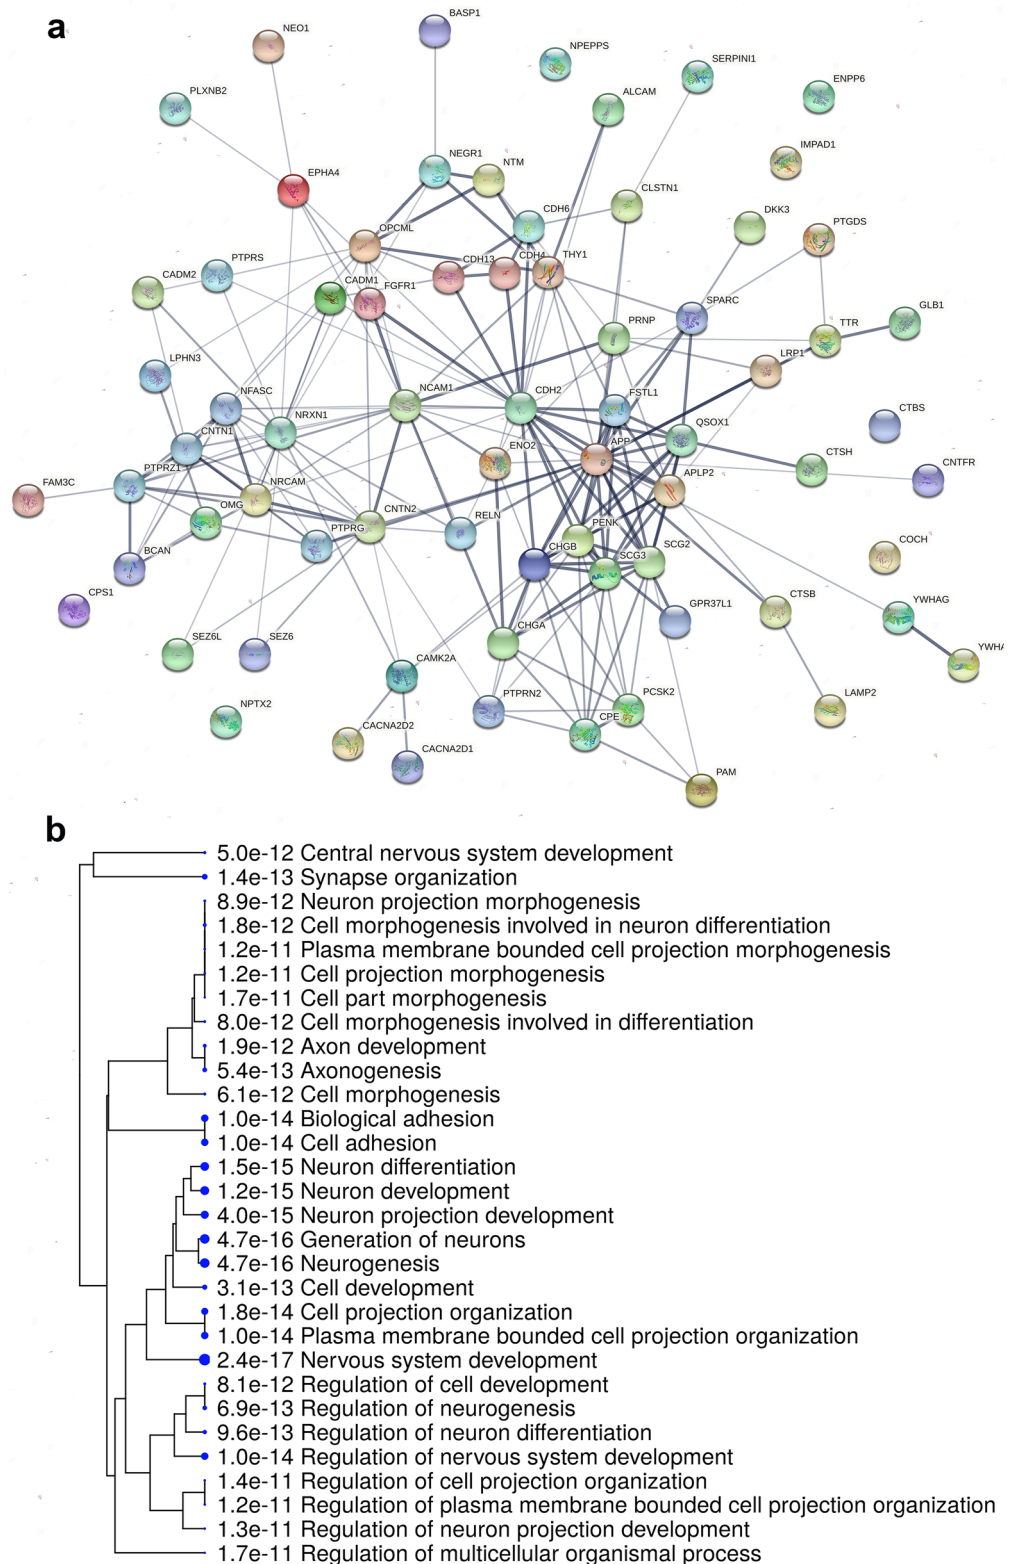 a
BASP1
NEO1
NPEPPS
SERPINI1
ENPP6
PLXNB2
ALCAM
IMPAD1
NEGR1
NTM
EPHA4
CLSTN1
CDH6
DKK3
PTGDS
OPCML
CDH13
CDH4
THY1
PTPRS
CADM2
CADM1
FGFR1
SPARC
GLB1
PRNP
TTR
LRP1
LPHN3
NFASC
NCAM1
CDH2
FSTL1
CTBS
NRXN1
QSOX1
CNTN1
ENO2
APP
CTSH
CNTFR
PTPRZ1
FAM3C
NRCAM
APLP2
OMG
CNTN2
RELN
PENK
PTPRG
COCH
BCAN
CHGB
SCG3
SCG2
CPS1
GPR37L1
CTSB
YWHAG
CHGA
SEZ6L
SEZ6
YWHA
CAMK2A
PCSK2
LAMP2
NPTX2
PTPRN2
CPE
CACNA2D2
CACNA2D1
PAM
b
5.0e-12 Central nervous system development
1.4e-13 Synapse organization
8.9e-12 Neuron projection morphogenesis
1.8e-12 Cell morphogenesis involved in neuron differentiation
1.2e-11 Plasma membrane bounded cell projection morphogenesis
1.2e-11 Cell projection morphogenesis
1.7e-11 Cell part morphogenesis
8.0e-12 Cell morphogenesis involved in differentiation
1.9e-12 Axon development
5.4e-13 Axonogenesis
6.1e-12 Cell morphogenesis
1.0e-14 Biological adhesion
1.0e-14 Cell adhesion
1.5e-15 Neuron differentiation
1.2e-15 Neuron development
4.0e-15 Neuron projection development
4.7e-16 Generation of neurons
4.7e-16 Neurogenesis
3.1e-13 Cell development
1.8e-14 Cell projection organization
1.0e-14 Plasma membrane bounded cell projection organization
2.4e-17 Nervous system development
8.1e-12 Regulation of cell development
6.9e-13 Regulation of neurogenesis
9.6e-13 Regulation of neuron differentiation
1.0e-14 Regulation of nervous system development
1.4e-11 Regulation of cell projection organization
1.2e-11 Regulation of plasma membrane bounded cell projection organization
1.3e-11 Regulation of neuron projection development
1.7e-11 Regulation of multicellular organismal process